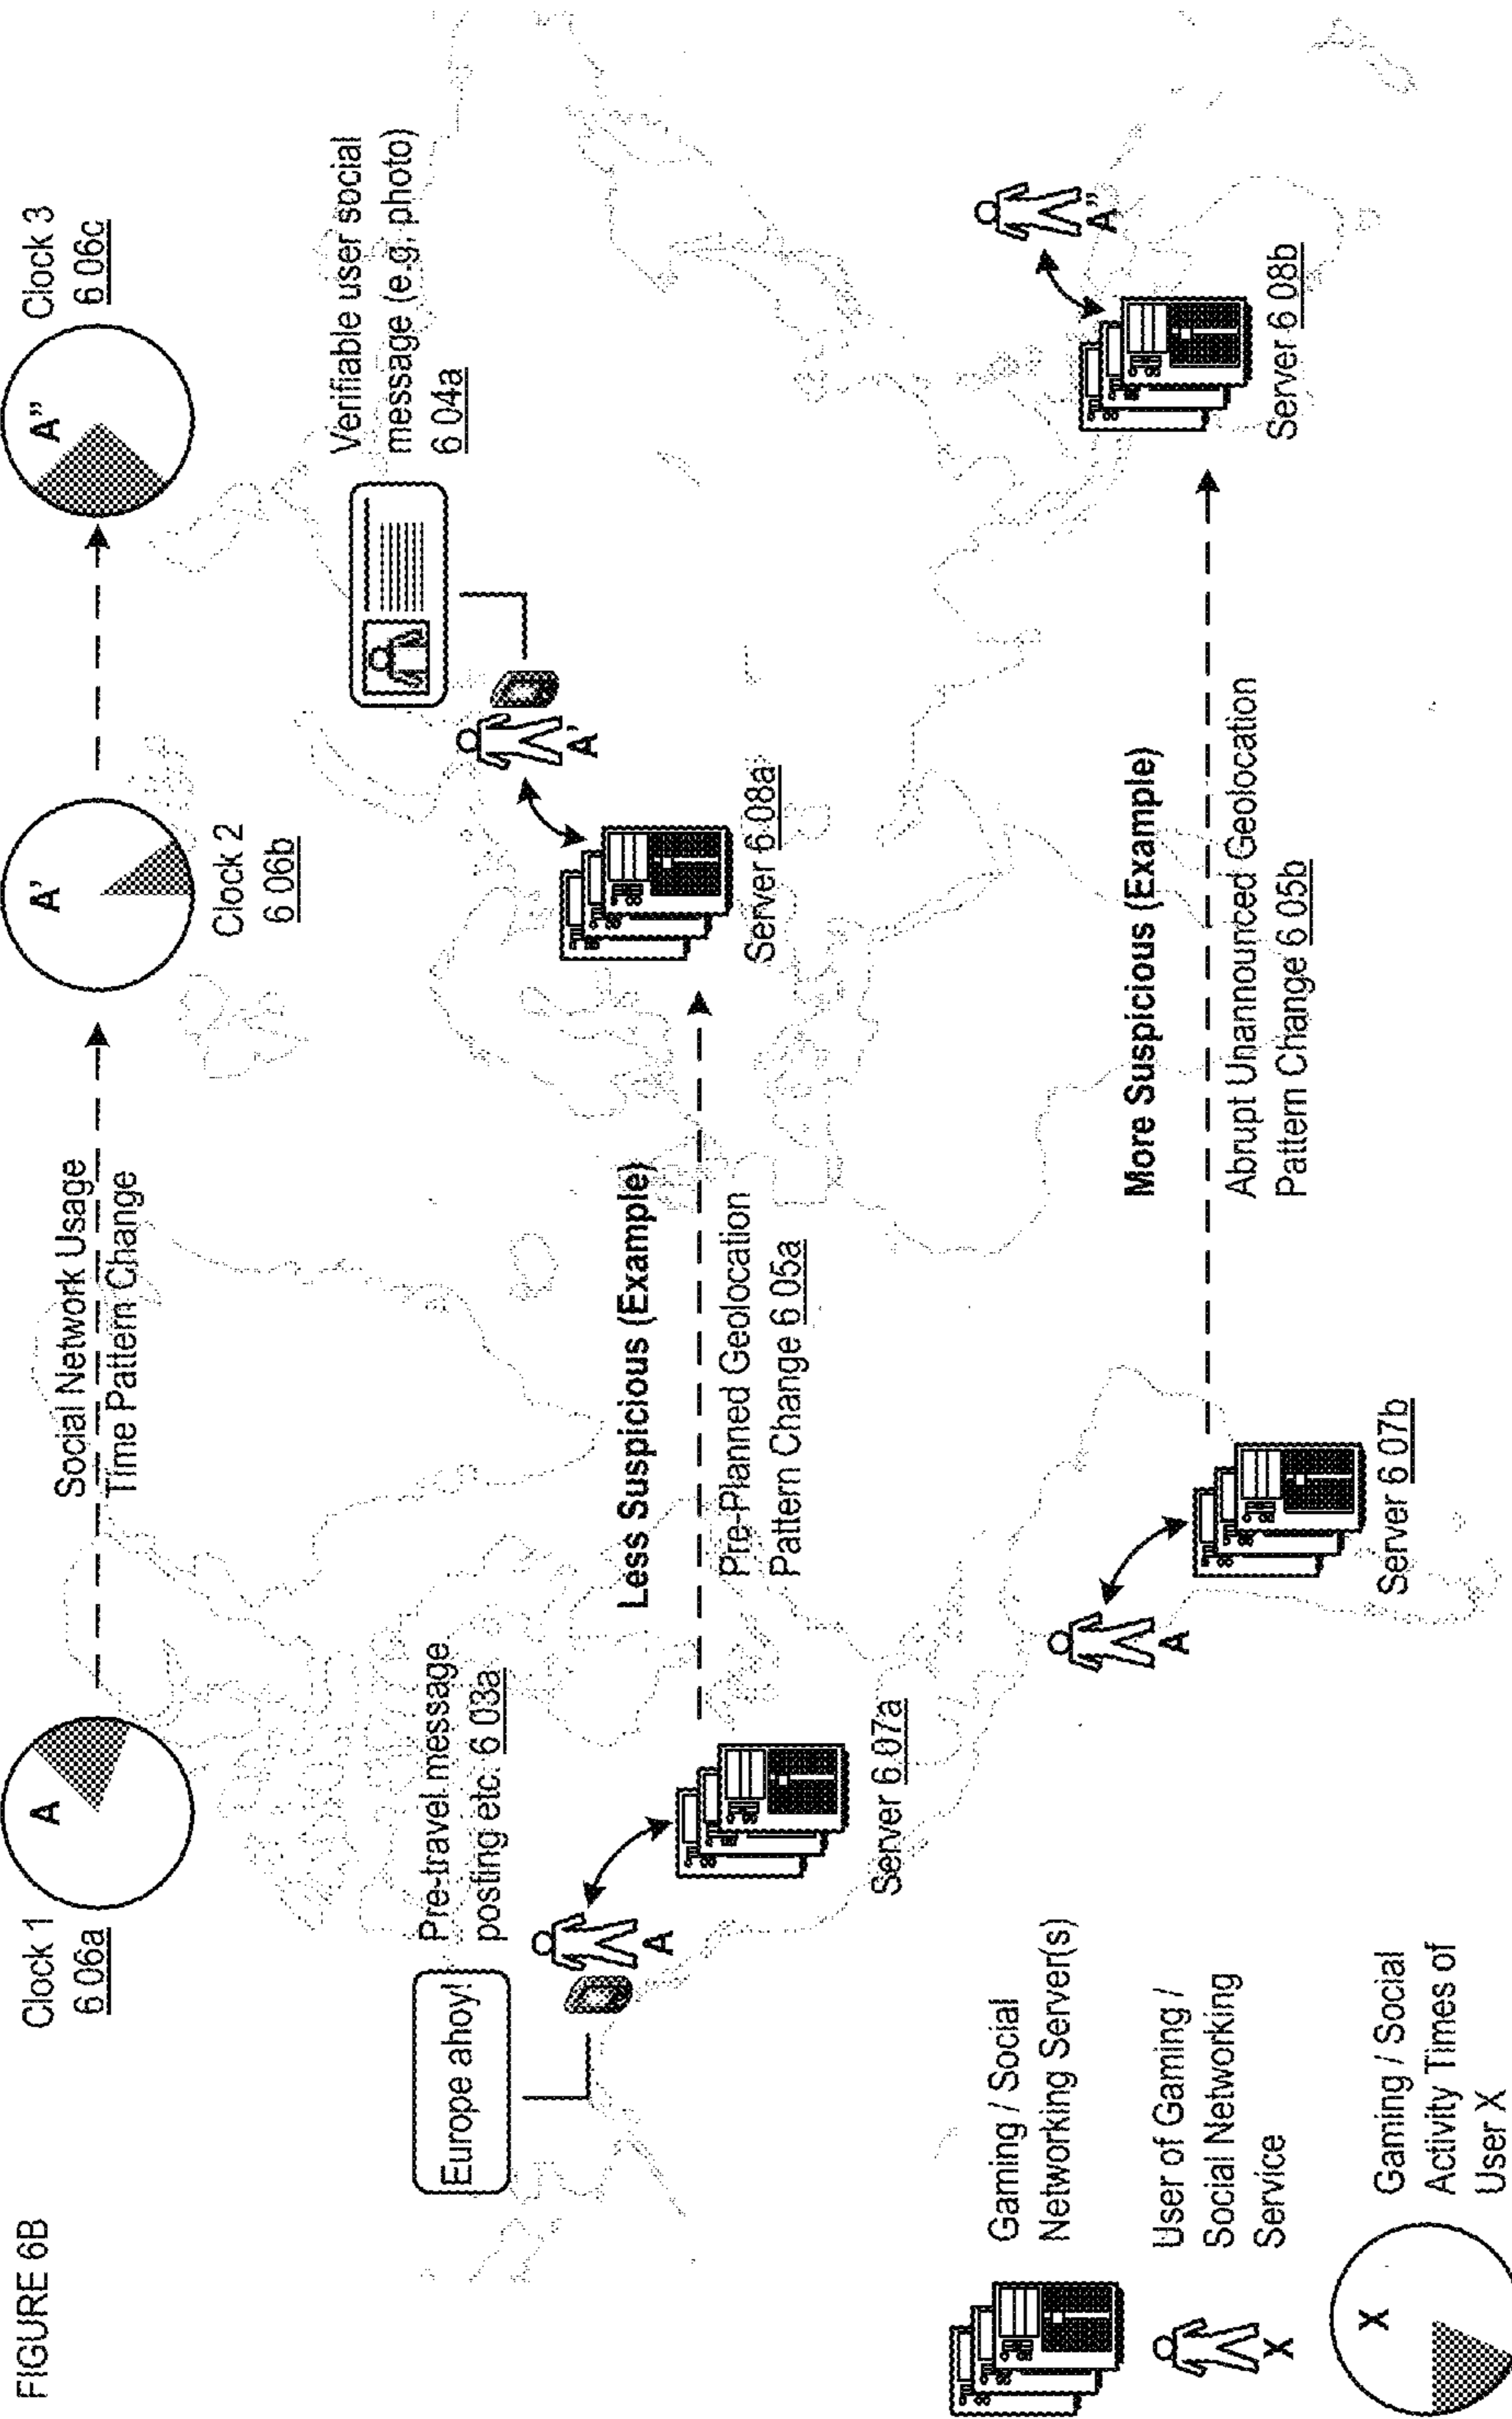 FIGURE 6B
Clock 1
6 06a
A
Social Network Usage
Time Pattern Change
A'
Clock 2
6 06b
A''
Clock 3
6 06c
Europe ahoy!
Pre-travel message
posting etc. 6 03a
A
Server 6 07a
Less Suspicious (Example)
Pre-Planned Geolocation
Pattern Change 6 05a
A'
Server 6 08a
Verifiable user social
message (e.g. photo)
6 04a
A
Server 6 07b
More Suspicious (Example)
Abrupt Unannounced Geolocation
Pattern Change 6 05b
A''
Server 6 08b
Gaming / Social
Networking Server(s)
X
User of Gaming /
Social Networking
Service
X
Gaming / Social
Activity Times of
User X